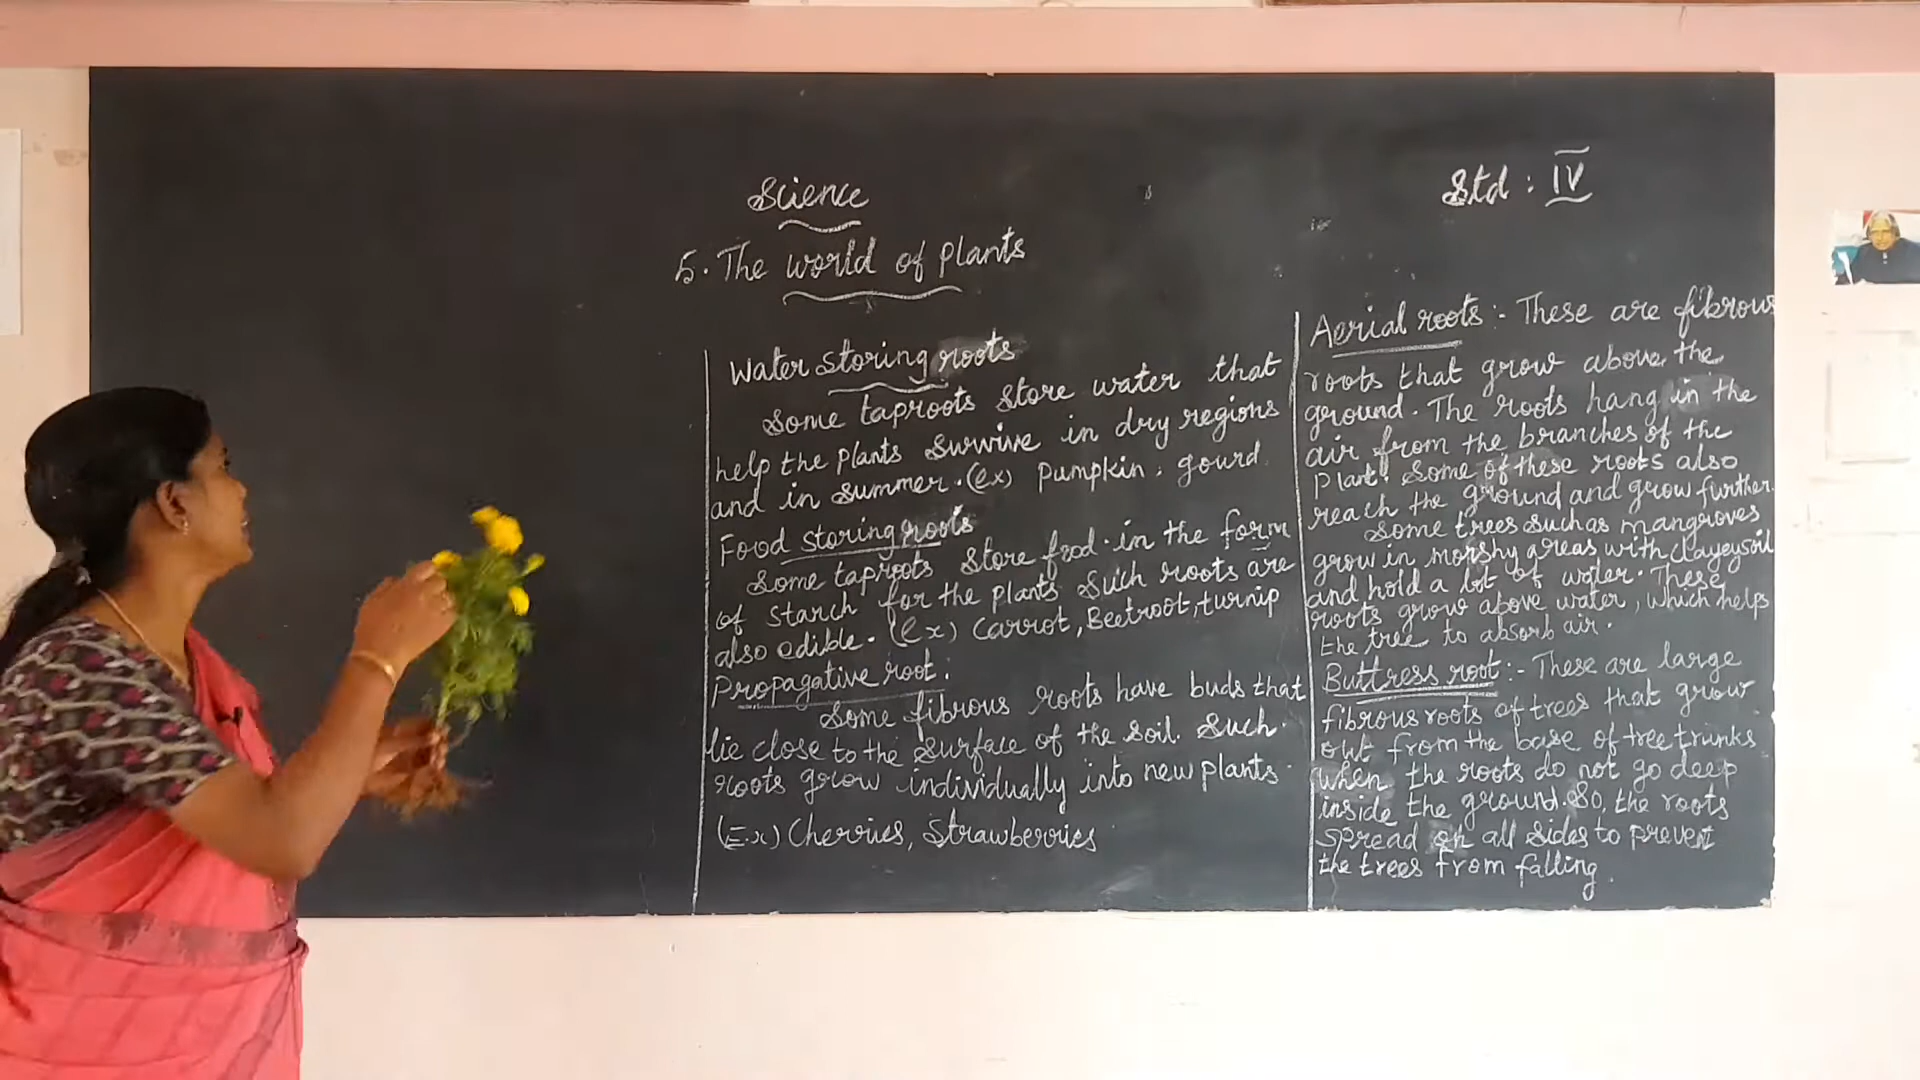 Science
Std : IV
5. The world of plants
Water storing roots
Some taproots store water that
help the plants survive in dry regions
and in summer. (ex) Pumpkin, gourd
Food storing roots
Some taproots store food in the form
of starch for the plants such roots are
also edible. (ex) Carrot, Beetroot, turnip
Propagative root:
Some fibrous roots have buds that
lie close to the surface of the soil. Such
roots grow individually into new plants.
(Ex) Cherries, Strawberries
Aerial roots :- These are fibrous
roots that grow above the
ground. The roots hang in the
air from the branches of the
Plant. Some of these roots also
reach the ground and grow further.
Some trees such as mangroves
grow in morshy areas with clayey soil
and hold a lot of water. These
roots grow above water, which helps
the tree to absorb air.
Buttress root :- These are large
fibrous roots of trees that grow
out from the base of tree trunks
when the roots do not go deep
inside the ground. So, the roots
spread on all sides to prevent
the trees from falling.